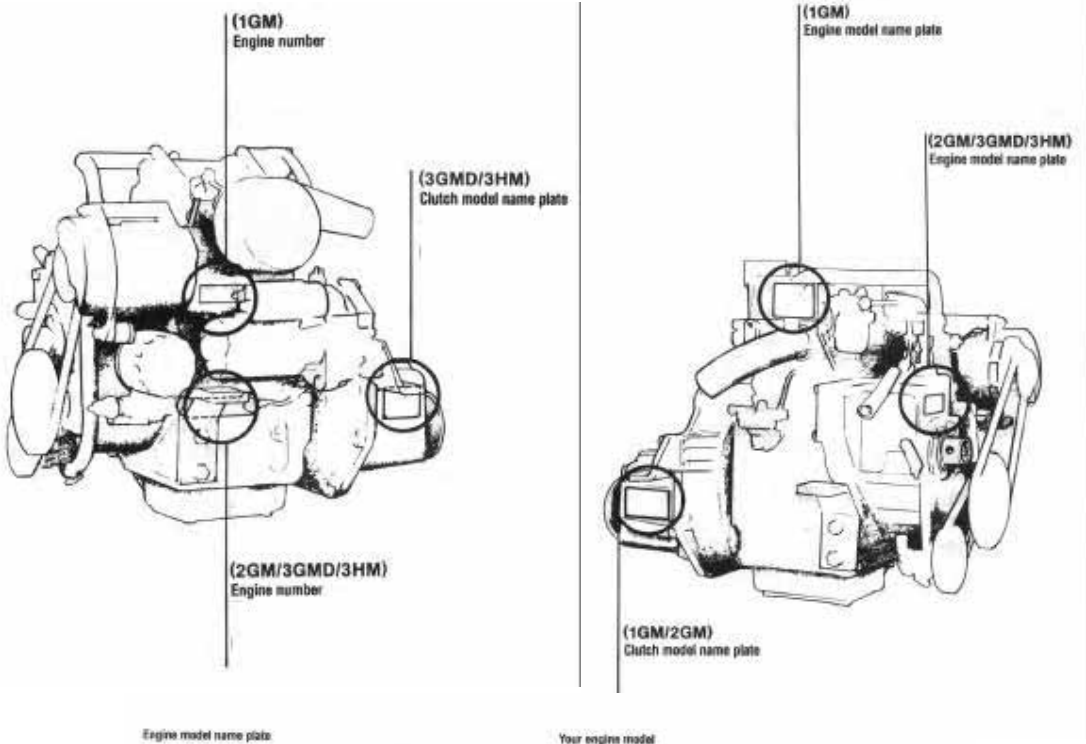 (1GM)
Engine number
(3GMD/3HM)
Clutch model name plate
(2GM/3GMD/3HM)
Engine number
(1GM)
Engine model name plate
(2GM/3GMD/3HM)
Engine model name plate
(1GM/2GM)
Clutch model name plate
Engine model name plate
Your engine model